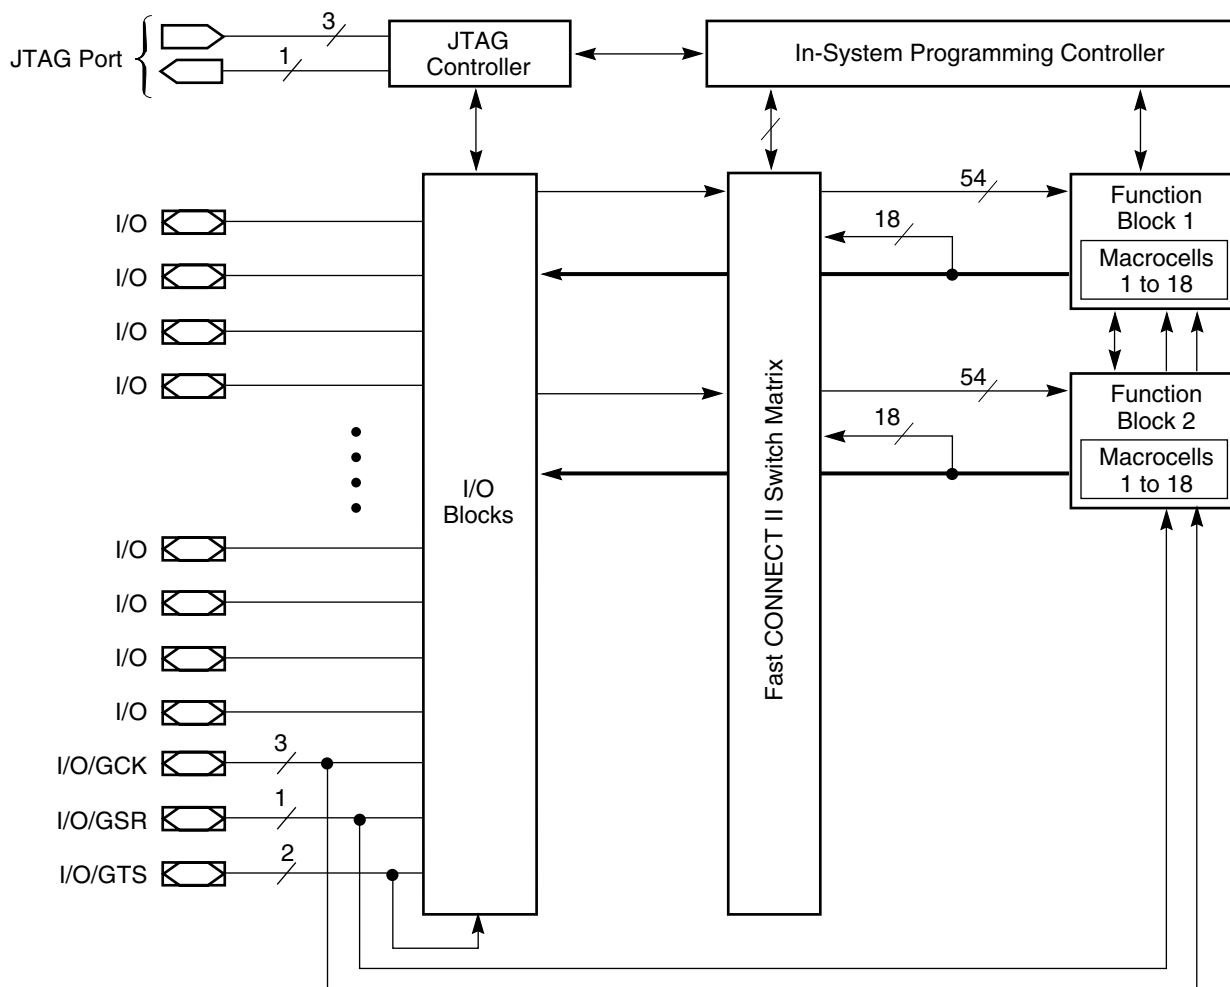 JTAG Port
3
1
JTAG
Controller
In-System Programming Controller
I/O
I/O
I/O
I/O
I/O
I/O
I/O
I/O
I/O/GCK
3
I/O/GSR
1
I/O/GTS
2
I/O
Blocks
Fast CONNECT II Switch Matrix
54
18
Function
Block 1
Macrocells
1 to 18
54
18
Function
Block 2
Macrocells
1 to 18